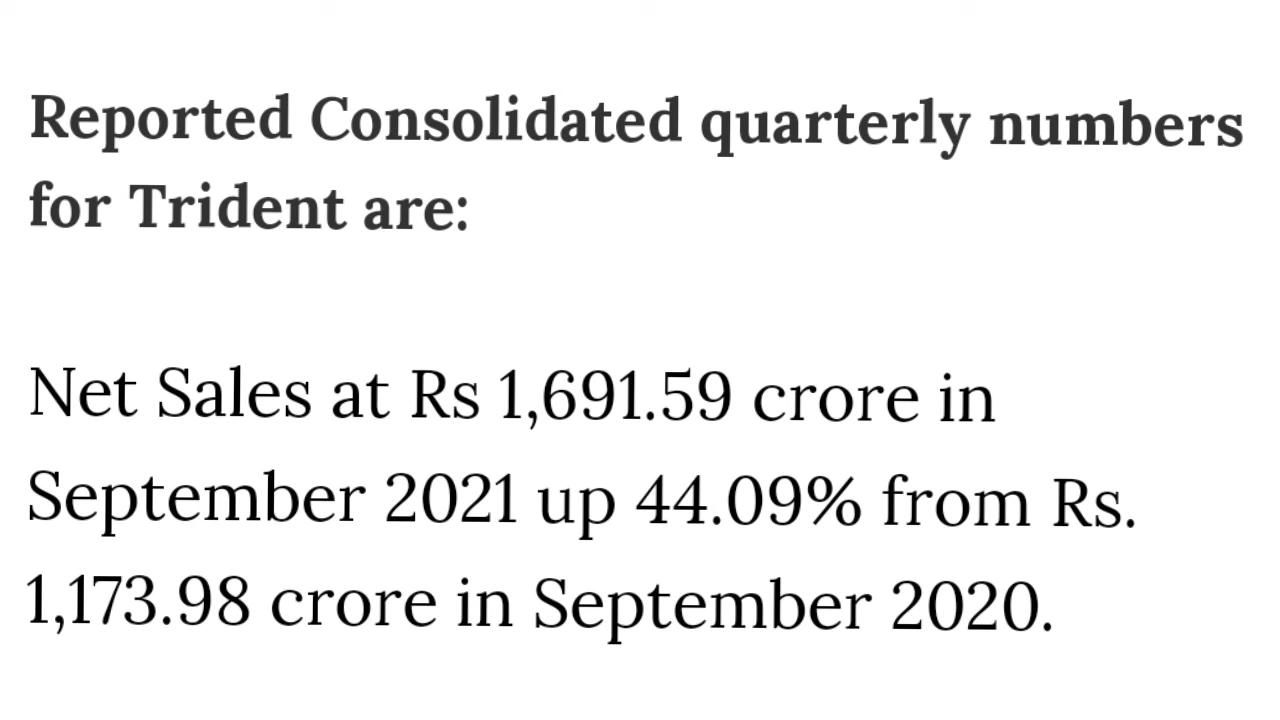 Reported Consolidated quarterly numbers
for Trident are:
Net Sales at Rs 1,691.59 crore in
September 2021 up 44.09% from Rs.
1,173.98 crore in September 2020.